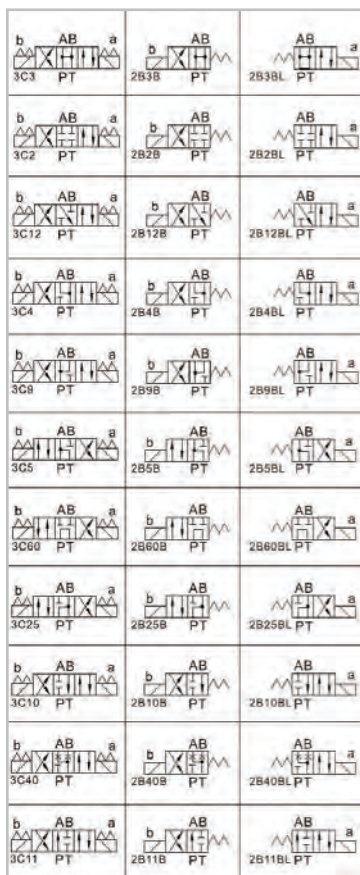 b AB a AB AB
b a
3C3 PT 2B3B PT 2B3BL PT
b AB a AB AB
b a
3C2 PT 2B2B PT 2B2BL PT
b AB a AB AB
b a
3C12 PT 2B12B PT 2B12BL PT
b AB a AB AB
b a
3C4 PT 2B4B PT 2B4BL PT
b AB a AB AB
b a
3C9 PT 2B9B PT 2B9BL PT
b AB a AB AB
b a
3C5 PT 2B5B PT 2B5BL PT
b AB a AB AB
b a
3C60 PT 2B60B PT 2B60BL PT
b AB a AB AB
b a
3C25 PT 2B25B PT 2B25BL PT
b AB a AB AB
b a
3C10 PT 2B10B PT 2B10BL PT
b AB a AB AB
b a
3C40 PT 2B40B PT 2B40BL PT
b AB a AB AB
b a
3C11 PT 2B11B PT 2B11BL PT